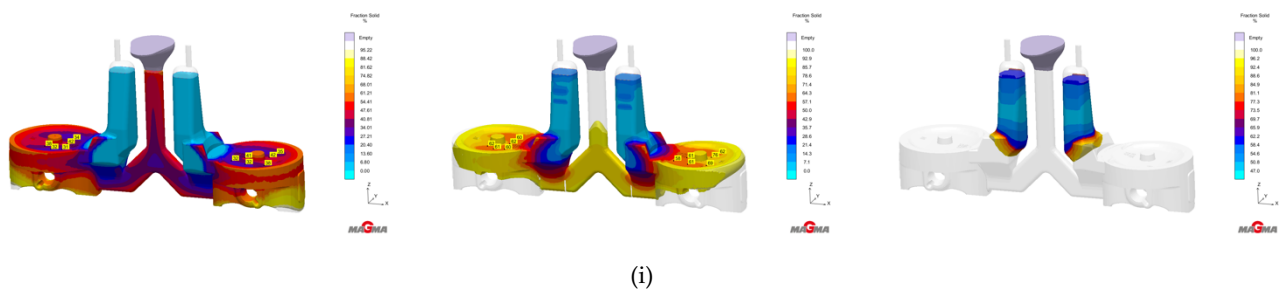 Fraction Solid
%
Empty
95.22
88.42
81.62
74.82
68.01
61.21
54.41
47.61
40.81
34.01
27.21
20.40
13.60
6.80
0.00
Z
Y
X
MAGMA
Fraction Solid
%
Empty
100.0
92.9
85.7
78.6
71.4
64.3
57.1
50.0
42.9
35.7
28.6
21.4
14.3
7.1
0.0
Z
Y
X
MAGMA
Fraction Solid
%
Empty
100.0
96.2
92.4
88.6
84.9
81.1
77.3
73.5
69.7
65.9
62.1
58.4
54.6
50.8
47.0
Z
Y
X
MAGMA
(i)